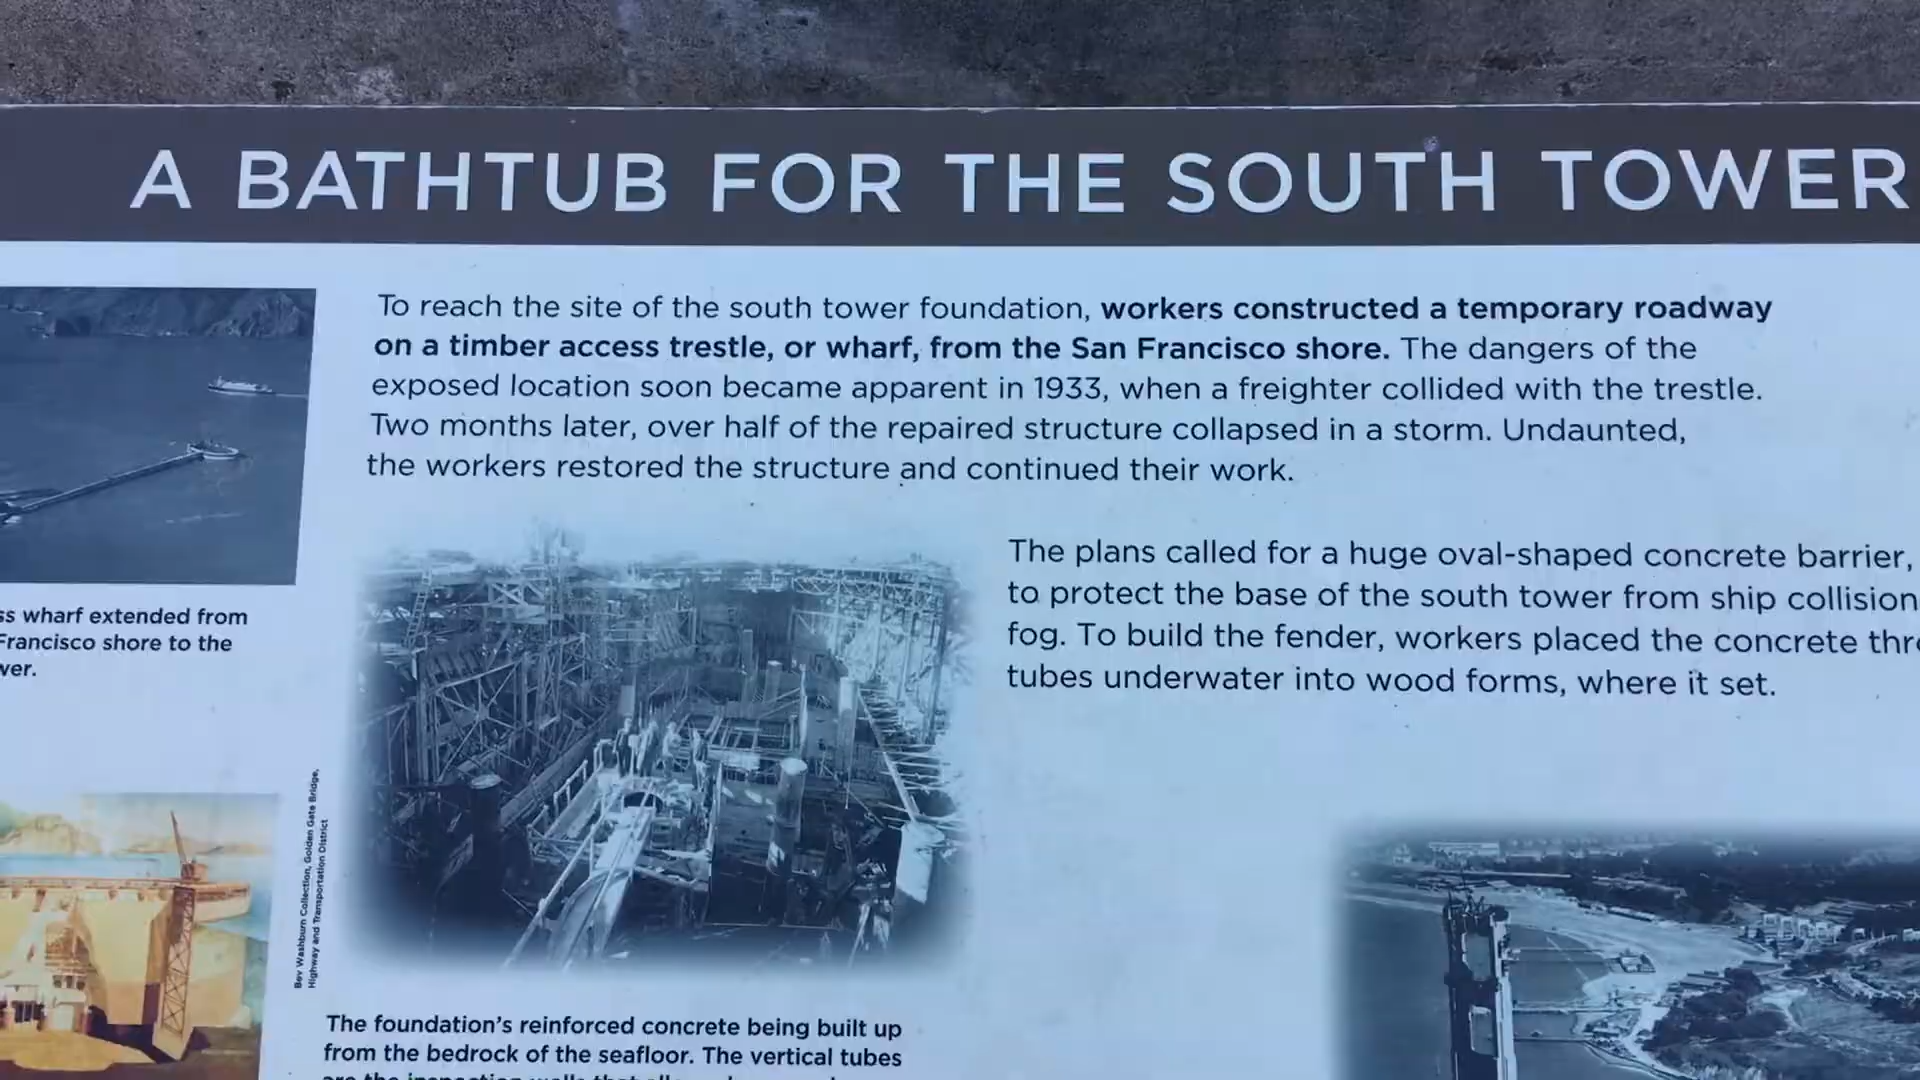 A BATHTUB FOR THE SOUTH TOWER
To reach the site of the south tower foundation, workers constructed a temporary roadway
on a timber access trestle, or wharf, from the San Francisco shore. The dangers of the
exposed location soon became apparent in 1933, when a freighter collided with the trestle.
Two months later, over half of the repaired structure collapsed in a storm. Undaunted,
the workers restored the structure and continued their work.
wharf extended from
Francisco shore to the
The plans called for a huge oval-shaped concrete barrier,
to protect the base of the south tower from ship collision
fog. To build the fender, workers placed the concrete
tubes underwater into wood forms, where it set.
Bev Washburn Collection, Golden Gate Bridge,
Highway and Transportation District
The foundation's reinforced concrete being built up
from the bedrock of the seafloor. The vertical tubes